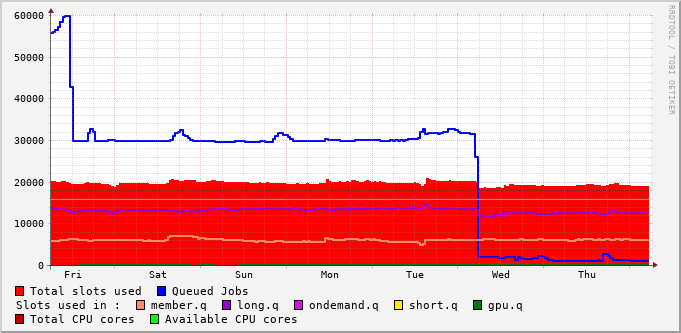 RRDTOOL / TOBI OETIKER
60000
50000
40000
30000
20000
10000
0
Fri Sat Sun Mon Tue Wed Thu
Total slots used Queued Jobs
Slots used in : member.q long.q ondemand.q short.q gpu.q
Total CPU cores Available CPU cores